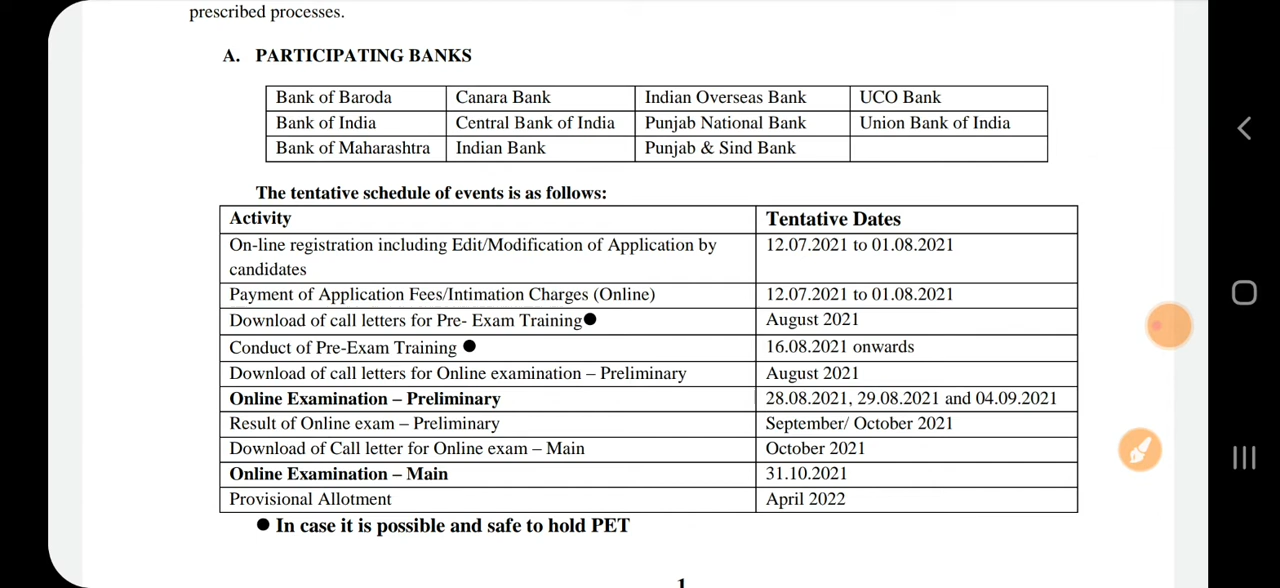 prescribed processes.
A. PARTICIPATING BANKS
Bank of Baroda Canara Bank Indian Overseas Bank UCO Bank
Bank of India Central Bank of India Punjab National Bank Union Bank of India
Bank of Maharashtra Indian Bank Punjab & Sind Bank
The tentative schedule of events is as follows:
Activity Tentative Dates
On-line registration including Edit/Modification of Application by 12.07.2021 to 01.08.2021
candidates
Payment of Application Fees/Intimation Charges (Online) 12.07.2021 to 01.08.2021
Download of call letters for Pre- Exam Training● August 2021
Conduct of Pre-Exam Training ● 16.08.2021 onwards
Download of call letters for Online examination – Preliminary August 2021
Online Examination – Preliminary 28.08.2021, 29.08.2021 and 04.09.2021
Result of Online exam – Preliminary September/ October 2021
Download of Call letter for Online exam – Main October 2021
Online Examination – Main 31.10.2021
Provisional Allotment April 2022
● In case it is possible and safe to hold PET